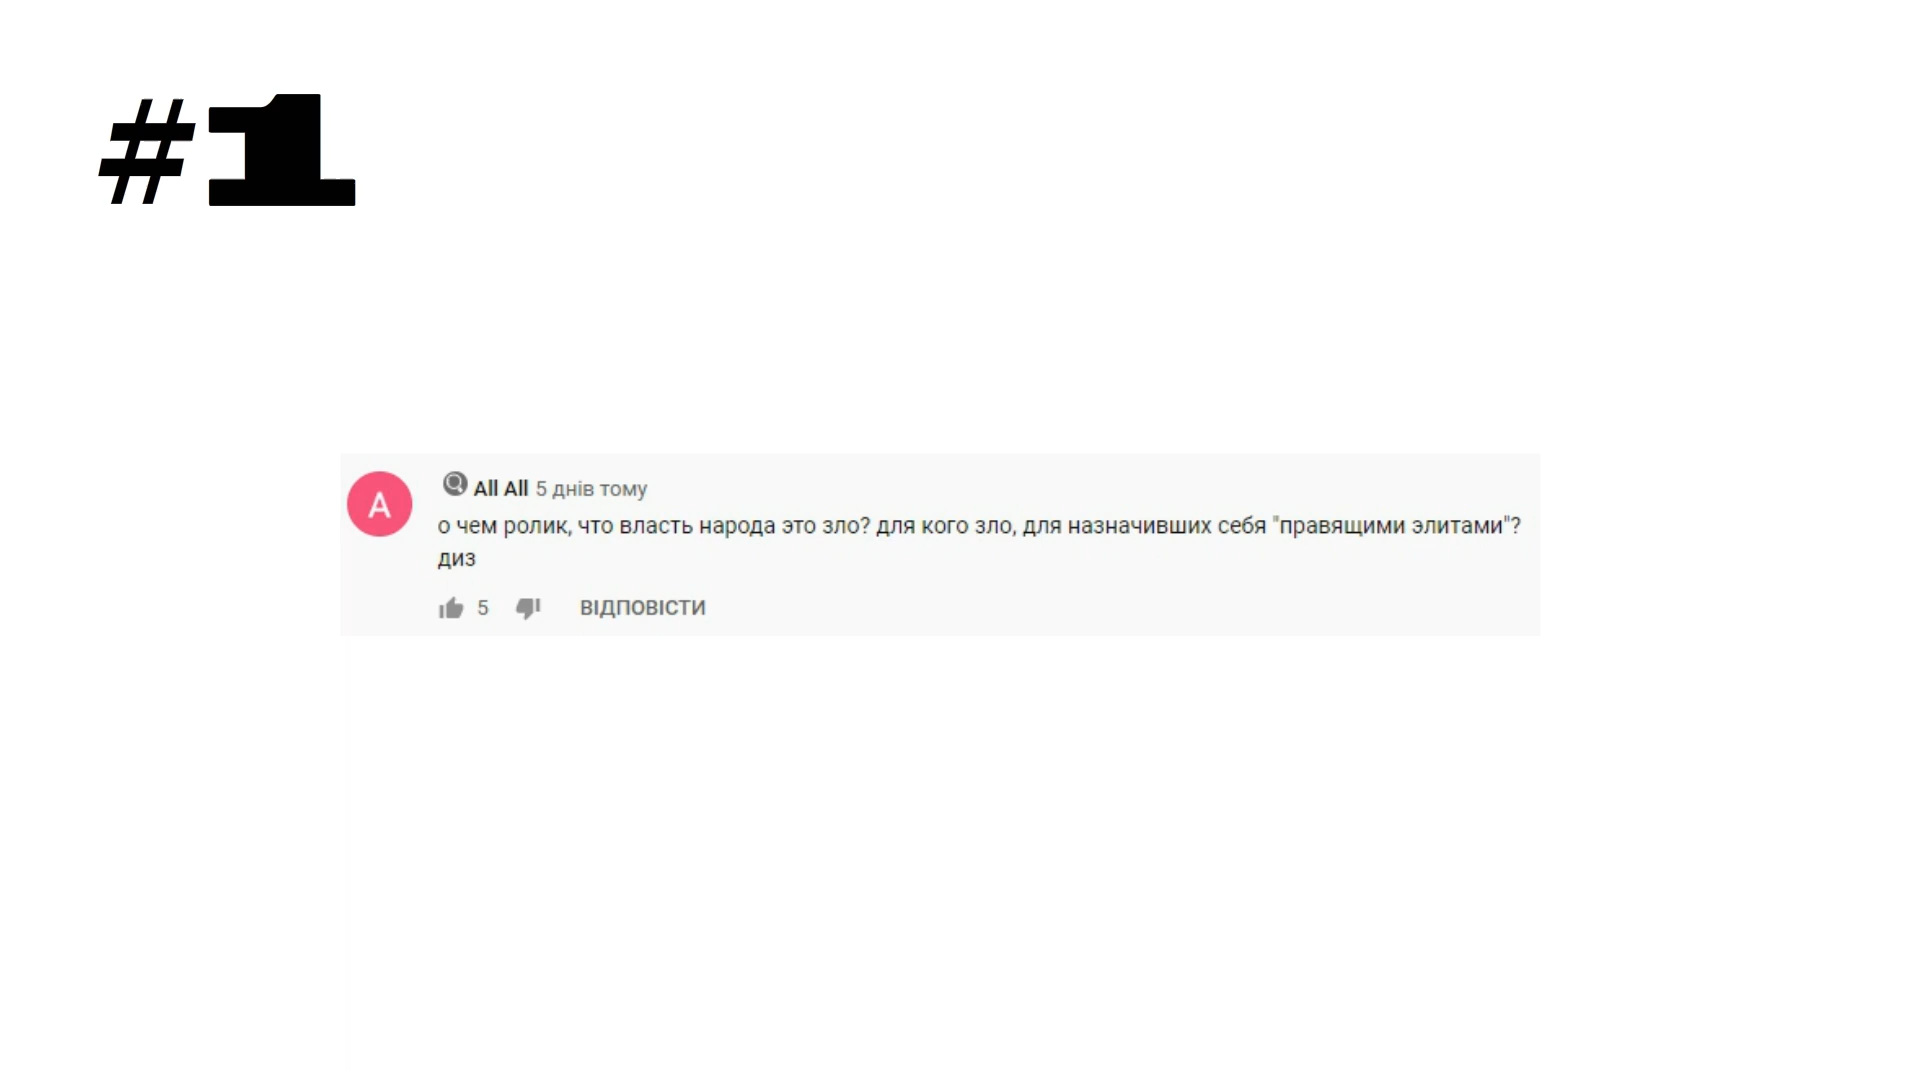 #1
A
All All 5 днів тому
о чем ролик, что власть народа это зло? для кого зло, для назначивших себя "правящими элитами"?
диз
5 ВІДПОВІСТИ